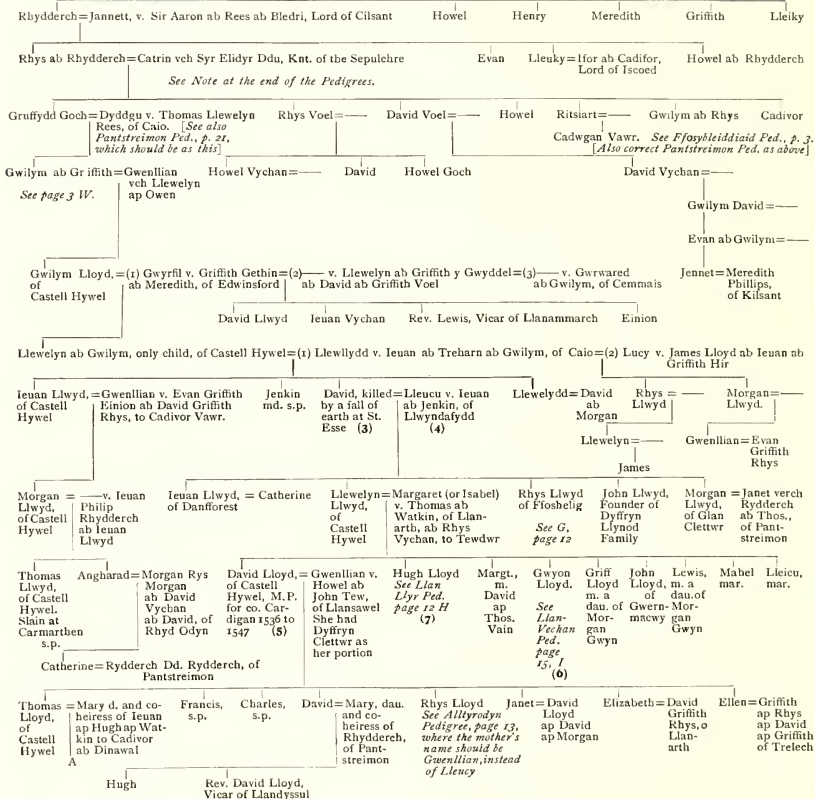 Rhydderch=Jannett, v. Sir Aaron ab Rees ab Bledri, Lord of Cilsant Howel Henry Meredith Griffith Lleiky
Rhys ab Rhydderch=Catrin vch Syr Elidyr Ddu, Knt. of the Sepulchre Evan Lleuky=Ifor ab Cadifor, Howel ab Rhydderch
Lord of Iscoed
See Note at the end of the Pedigrees.
Gruffydd Goch=Dyddgu v. Thomas Llewelyn Rhys Voel=—— David Voel=—— Howel Ritsiart=—— Gwilym ab Rhys Cadivor
Rees, of Caio. [See also
Pantstreimon Ped., p. 21,
which should be as this]
Cadwgan Vawr. See Ffosybleiddiaid Ped., p. 3.
[Also correct Pantstreimon Ped. as above]
Gwilym ab Griffith=Gwenllian Howel Vychan=—— David Howel Goch David Vychan=——
See page 3 W. vch Llewelyn
ap Owen
Gwilym David=——
Evan ab Gwilym=——
Gwilym Lloyd,=(1) Gwyrfil v. Griffith Gethin=(2)—— v. Llewelyn ab Griffith y Gwyddel=(3)—— v. Gwrwared Jennet=Meredith
of ab Meredith, of Edwinsford ab David ab Griffith Voel ab Gwilym, of Cemmais Phillips,
Castell Hywel of Kilsant
David Llwyd Ieuan Vychan Rev. Lewis, Vicar of Llanammarch Einion
Llewelyn ab Gwilym, only child, of Castell Hywel=(1) Llewllydd v. Ieuan ab Treharn ab Gwilym, of Caio=(2) Lucy v. James Lloyd ab Ieuan ab
Griffith Hir
Ieuan Llwyd,=Gwenllian v. Evan Griffith Jenkin David, killed=Lleucu v. Ieuan Llewelydd=David Rhys =—— Morgan=——
of Castell Einion ab David Griffith md. s.p. by a fall of ab Jenkin, of ab Llwyd Llwyd.
Hywel Rhys, to Cadivor Vawr. earth at St. Llwyndafydd Morgan
Esse (3) (4)
Llewelyn=—— Gwenllian=Evan
Griffith
James Rhys
Morgan =——v. Ieuan Ieuan Llwyd, = Catherine Llewelyn=Margaret (or Isabel) Rhys Llwyd John Llwyd, Morgan =Janet verch
Llwyd, Philip of Danfforest Llwyd, v. Thomas ab of Ffoshelig Founder of Llwyd, Rydderch
of Castell Rhydderch of Watkin, of Llan- Dyffryn of Glan ab Thos.,
Hywel ab Ieuan Castell arth, ab Rhys See G, Llynod Clettwr of Pant-
Llwyd Hywel Vychan, to Tewdwr page 12 Family streimon
Thomas Angharad=Morgan Rys David Lloyd,=Gwenllian v. Hugh Lloyd Margt., Gwyon Griff John Lewis, Mabel Lleicu,
Llwyd, Morgan of Castell Howel ab See Llan m. Lloyd. Lloyd Lloyd m. a mar. mar.
of Castell ab David Hywel, M.P. John Tew, Llyr Ped. David m. a of dau. of
Hywel. Vychan for co. Car- of Llansawel page 12 H ap See dau. of Gwern- Mor-
Slain at ab David, of digan 1536 to She had (7) Thos. Llan- Mor- macwy gan
Carmarthen Rhyd Odyn 1547 (5) Dyffryn Vain Vechan gan Gwyn
s.p. Clettwr as Ped. Gwyn
her portion page
15, I
(6)
Catherine=Rydderch Dd. Rydderch, of
Pantstreimon
Thomas =Mary d. and co- Francis, Charles, David=Mary, dau. Rhys Lloyd Janet=David Elizabeth=David Ellen=Griffith
Lloyd, heiress of Ieuan s.p. s.p. and co- See Alltyrodyn Lloyd Griffith ap Rhys
of ap Hugh ap Wat- heiress of Pedigree, page 13, ap David Rhys, o ap David
Castell kin to Cadivor Rhydderch, where the mother's ap Morgan Llan- ap Griffith
Hywel ab Dinawal of Pant- name should be arth of Trelech
A streimon Gwenllian, instead
of Lleucy
Hugh Rev. David Lloyd,
Vicar of Llandyssul